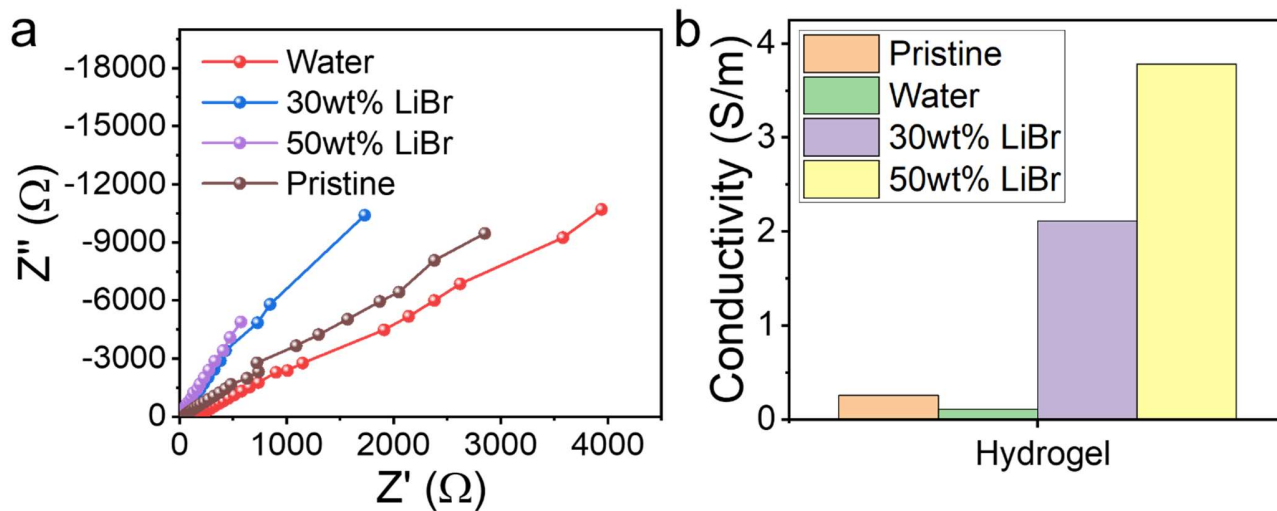 a
-18000
-15000
-12000
-9000
-6000
-3000
0
Z'' (Ω)
Water
30wt% LiBr
50wt% LiBr
Pristine
0 1000 2000 3000 4000
Z' (Ω)
b
4
3
2
1
0
Conductivity (S/m)
Pristine
Water
30wt% LiBr
50wt% LiBr
Hydrogel